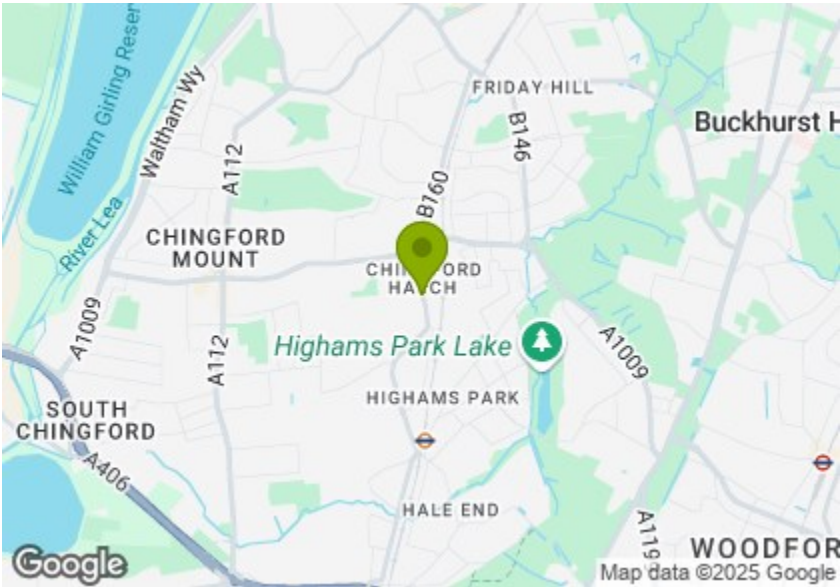 William Girling Reser
Waltham Wy
FRIDAY HILL
Buckhurst H
B146
A112
B160
River Lea
CHINGFORD
MOUNT
CHINGFORD
HATCH
A1009
A112
Highams Park Lake
A1009
HIGHAMS PARK
SOUTH
CHINGFORD
A406
HALE END
A119
WOODFOR
Google
Map data ©2025 Google